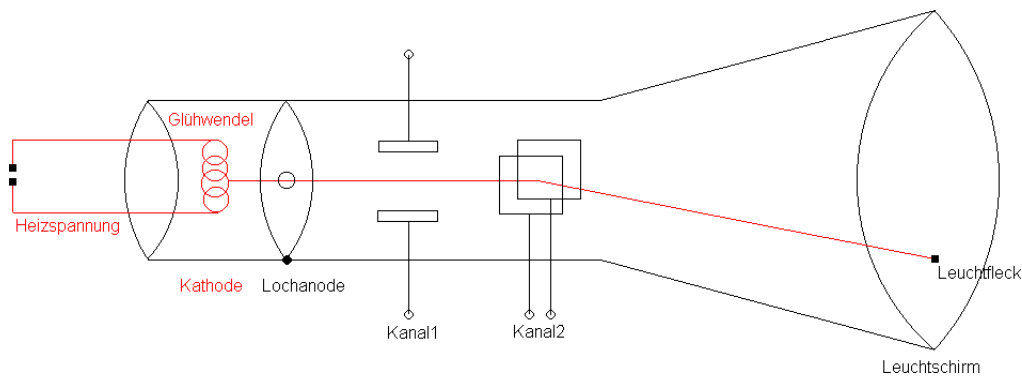 Glühwendel
Heizspannung
Kathode
Lochanode
Kanal1
Kanal2
Leuchtfleck
Leuchtschirm